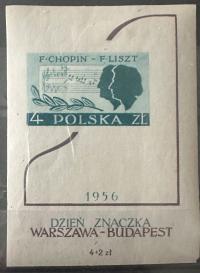 F·CHOPIN - F·LISZT
4 POLSKA ZŁ
1956
DZIEŃ ZNACZKA
WARSZAWA-BUDAPEST
4+2 zł